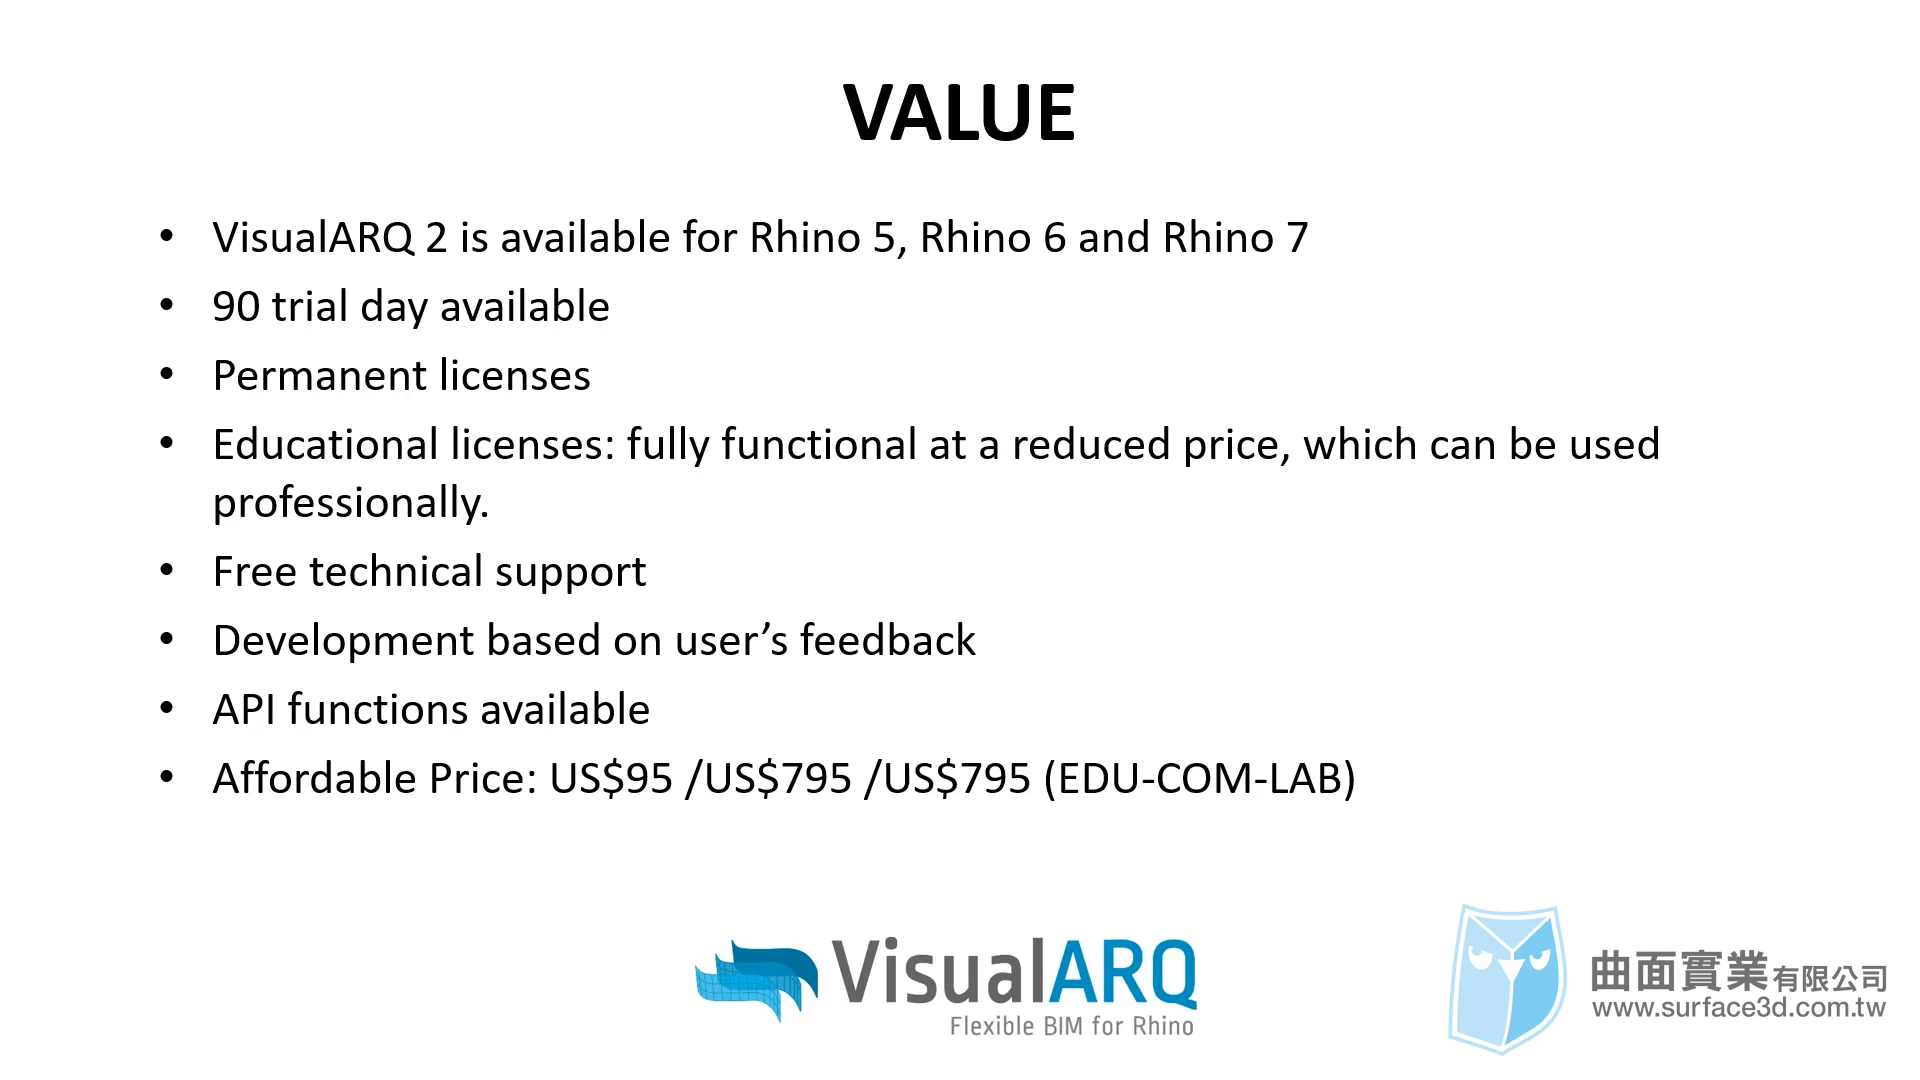 VALUE
• VisualARQ 2 is available for Rhino 5, Rhino 6 and Rhino 7
• 90 trial day available
• Permanent licenses
• Educational licenses: fully functional at a reduced price, which can be used
professionally.
• Free technical support
• Development based on user’s feedback
• API functions available
• Affordable Price: US$95 /US$795 /US$795 (EDU-COM-LAB)
VisualARQ
Flexible BIM for Rhino
曲面實業有限公司
www.surface3d.com.tw